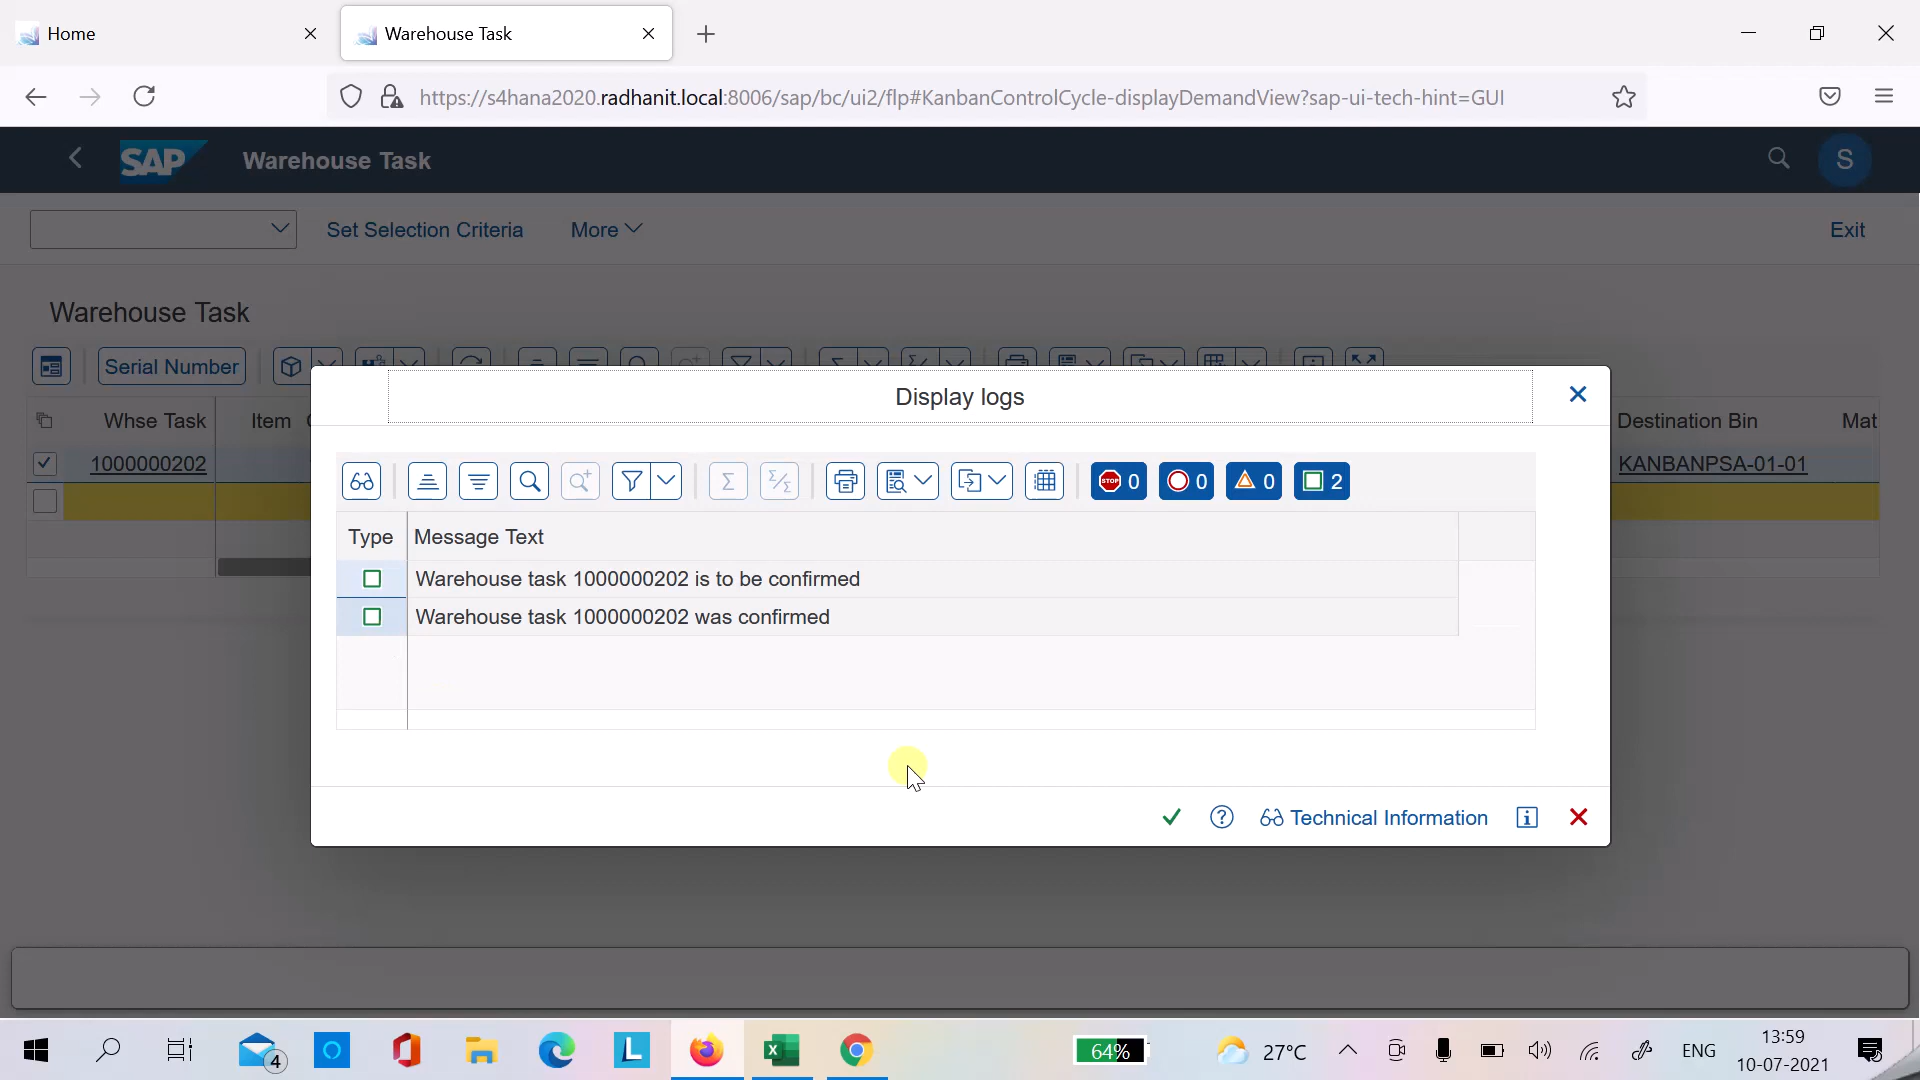 Home
Warehouse Task
https://s4hana2020.radhanit.local:8006/sap/bc/ui2/flp#KanbanControlCycle-displayDemandView?sap-ui-tech-hint=GUI
SAP
Warehouse Task
S
Set Selection Criteria
More
Exit
Warehouse Task
Serial Number
Whse Task
Item
Destination Bin
Mat
1000000202
KANBANPSA-01-01
Display logs
STOP 0
0
0
2
Type
Message Text
Warehouse task 1000000202 is to be confirmed
Warehouse task 1000000202 was confirmed
Technical Information
4
L
64%
27°C
ENG
13:59
10-07-2021